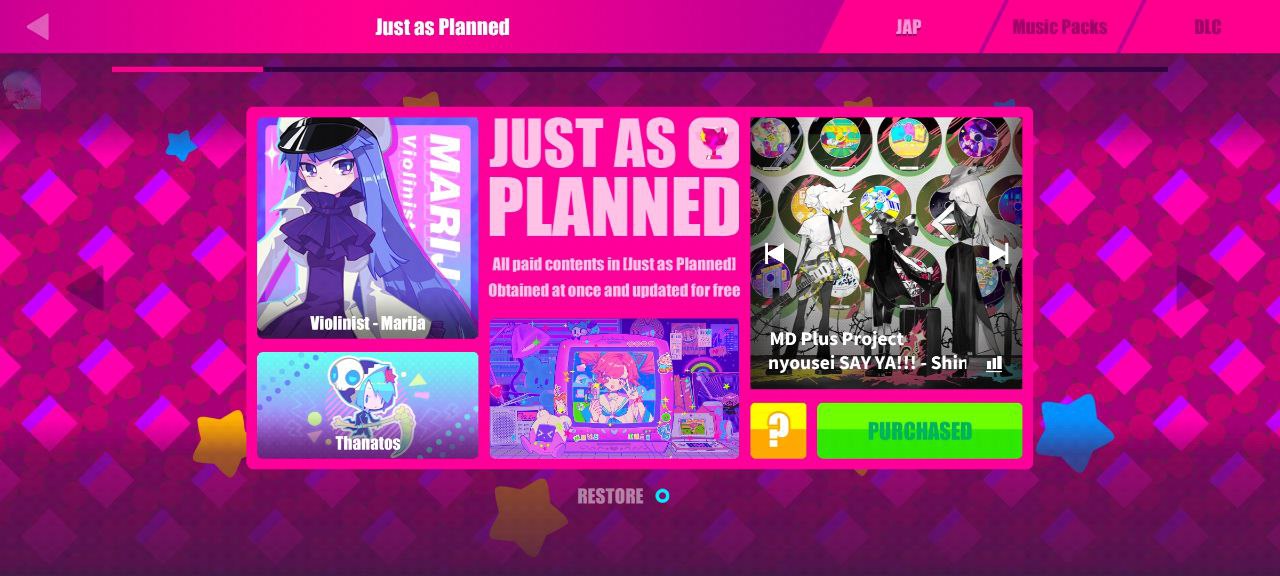 Just as Planned
JAP
Music Packs
DLC
MARIJ
Violinist
Violinist - Marija
Thanatos
JUST AS
PLANNED
All paid contents in [Just as Planned]
Obtained at once and updated for free
MD Plus Project
nyousei SAY YA!!! - Shin
?
PURCHASED
RESTORE